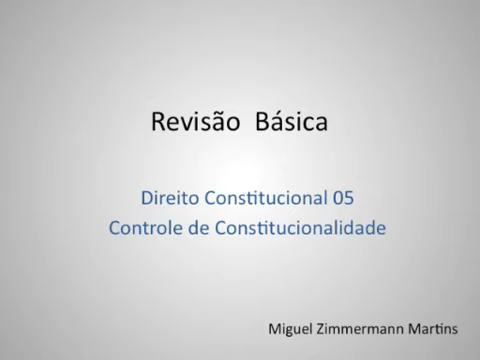 Revisão Básica
Direito Constitucional 05
Controle de Constitucionalidade
Miguel Zimmermann Martins